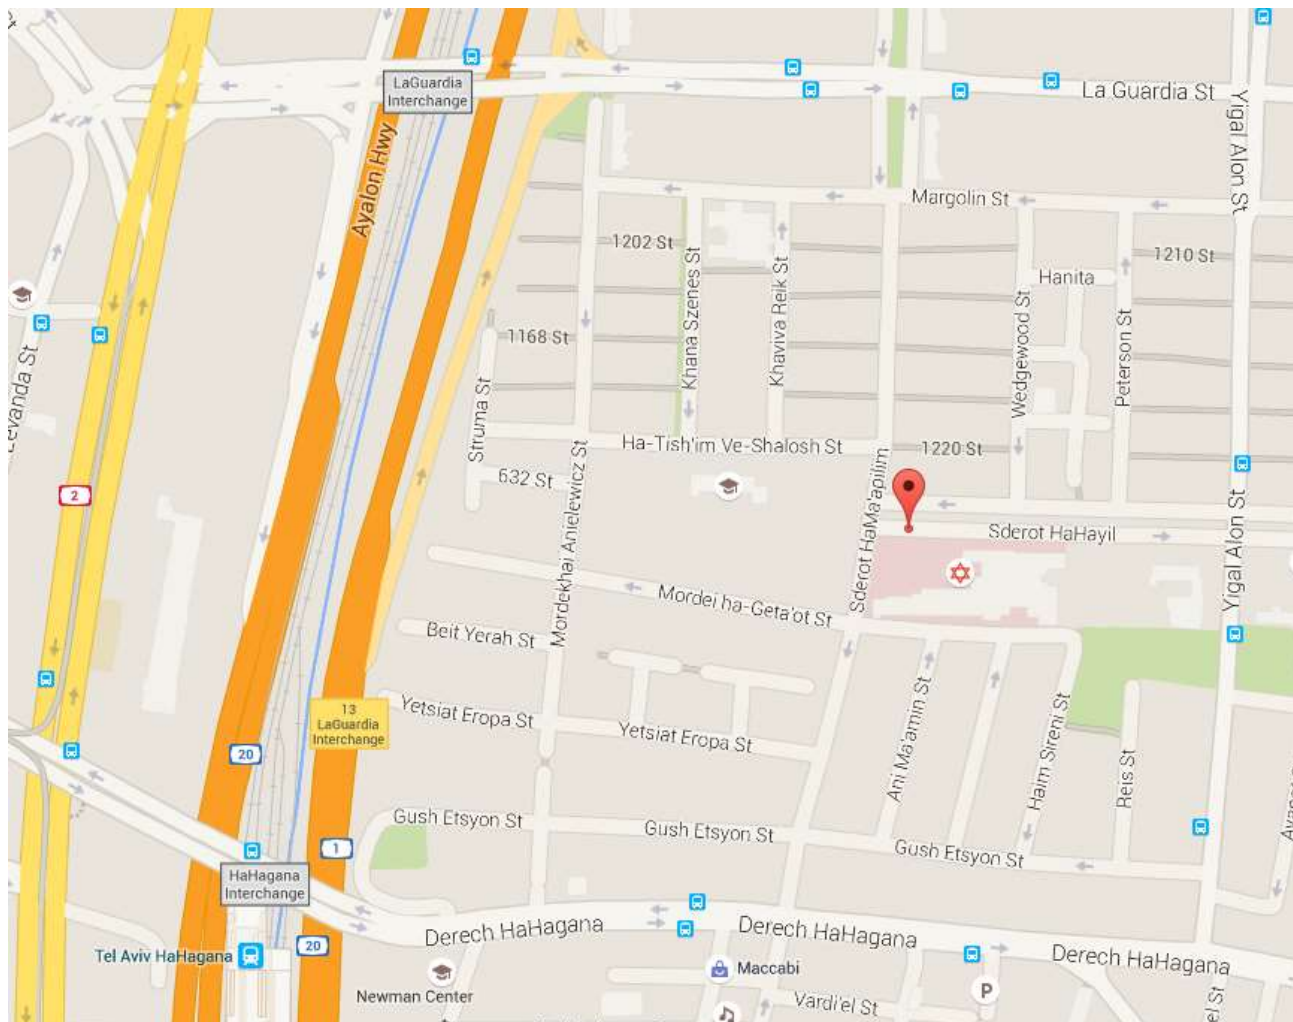 LaGuardia
Interchange
La Guardia St
Yigal Alon St
Ayalon Hwy
Margolin St
1202 St
1210 St
Khana Szenes St
Khaviva Reik St
Hanita
Wedgewood St
Peterson St
1168 St
Struma St
Levanda St
Ha-Tish'im Ve-Shalosh St
1220 St
632 St
2
Mordekhai Anielewicz St
Sderot HaMa'apilim
Sderot HaHayil
Yigal Alon St
Mordei ha-Geta'ot St
Beit Yerah St
13
LaGuardia
Interchange
Yetsiat Eropa St
Yetsiat Eropa St
Ani Ma'amin St
Haim Sireni St
Reis St
20
Gush Etsyon St
Gush Etsyon St
Gush Etsyon St
1
HaHagana
Interchange
Derech HaHagana
Derech HaHagana
Derech HaHagana
20
Tel Aviv HaHagana
Maccabi
Newman Center
P
Vardi'el St
el St